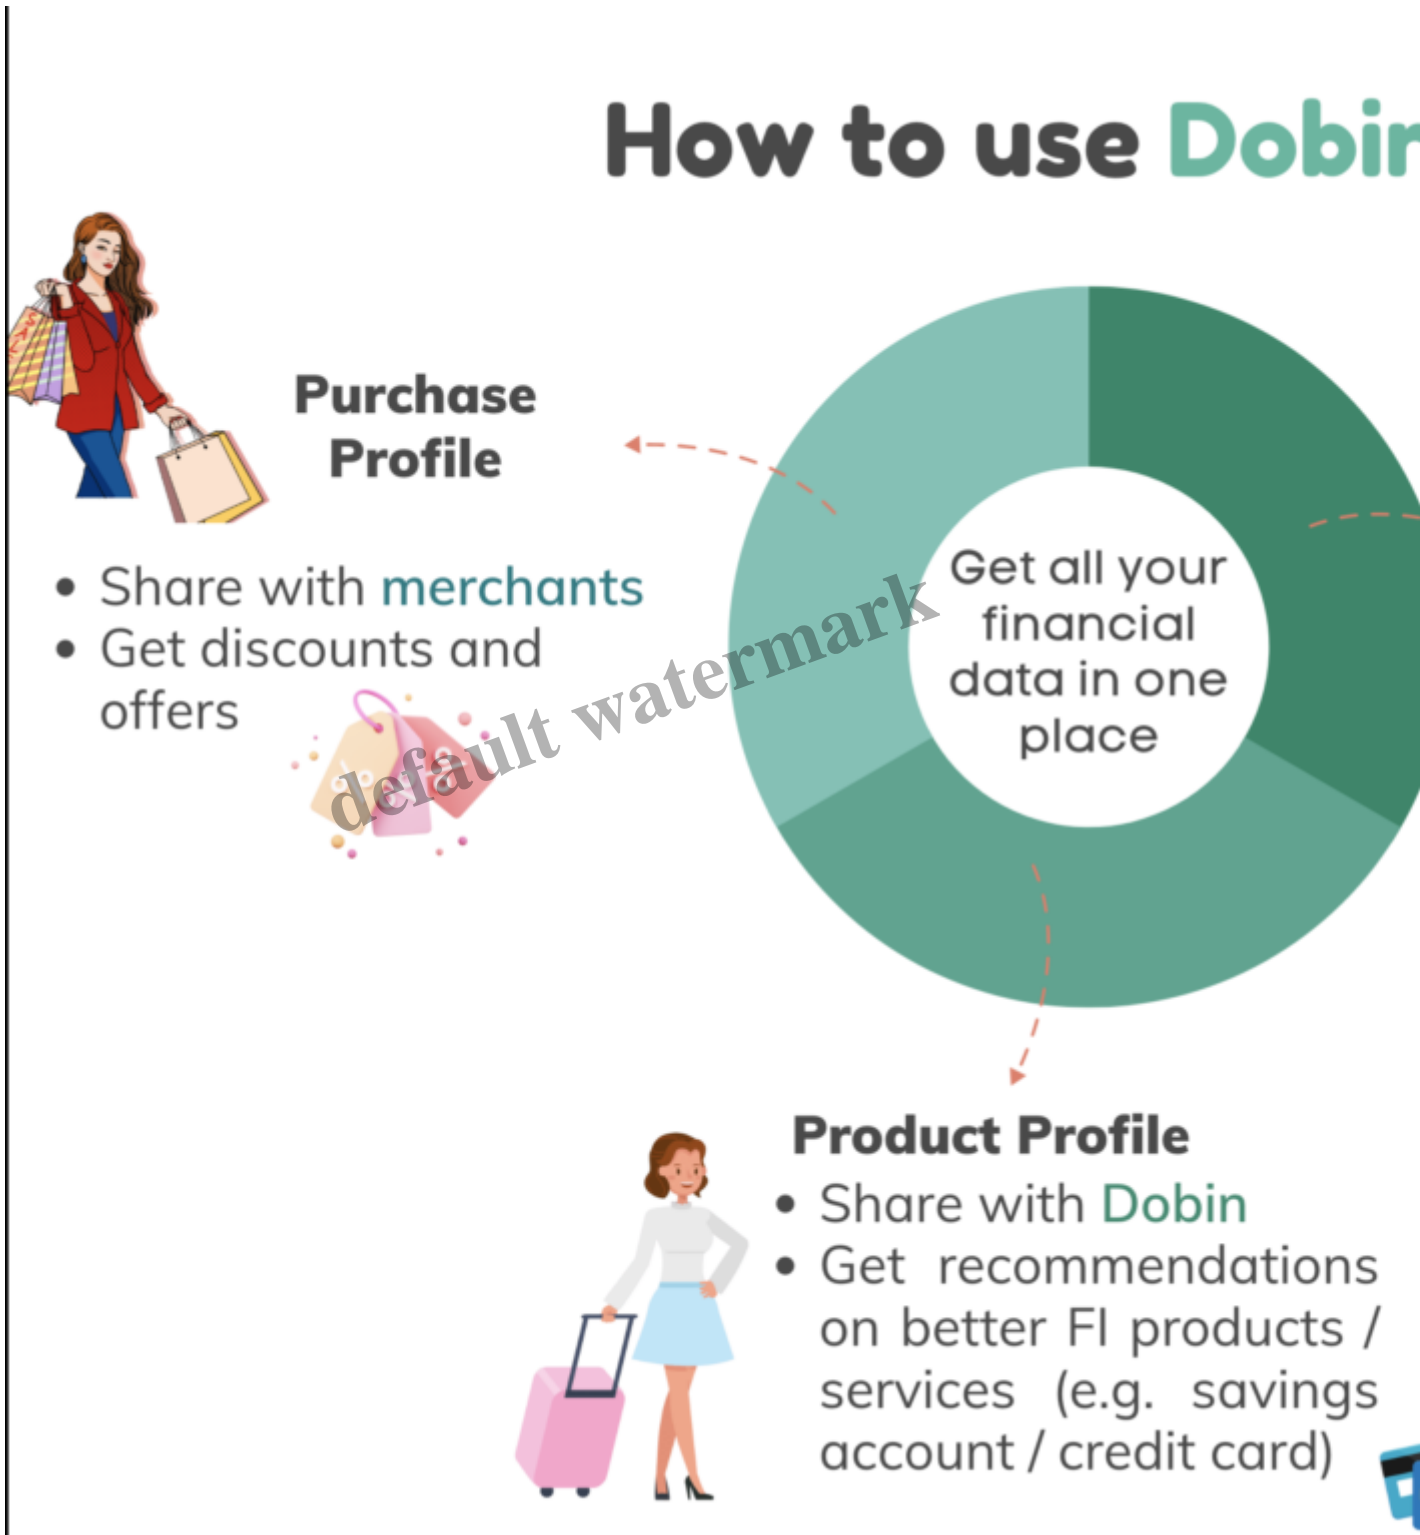 How to use Dobin
Purchase
Profile
• Share with merchants
• Get discounts and
offers
Get all your
financial
data in one
place
default watermark
Product Profile
• Share with Dobin
• Get recommendations
on better FI products /
services (e.g. savings
account / credit card)
SALE